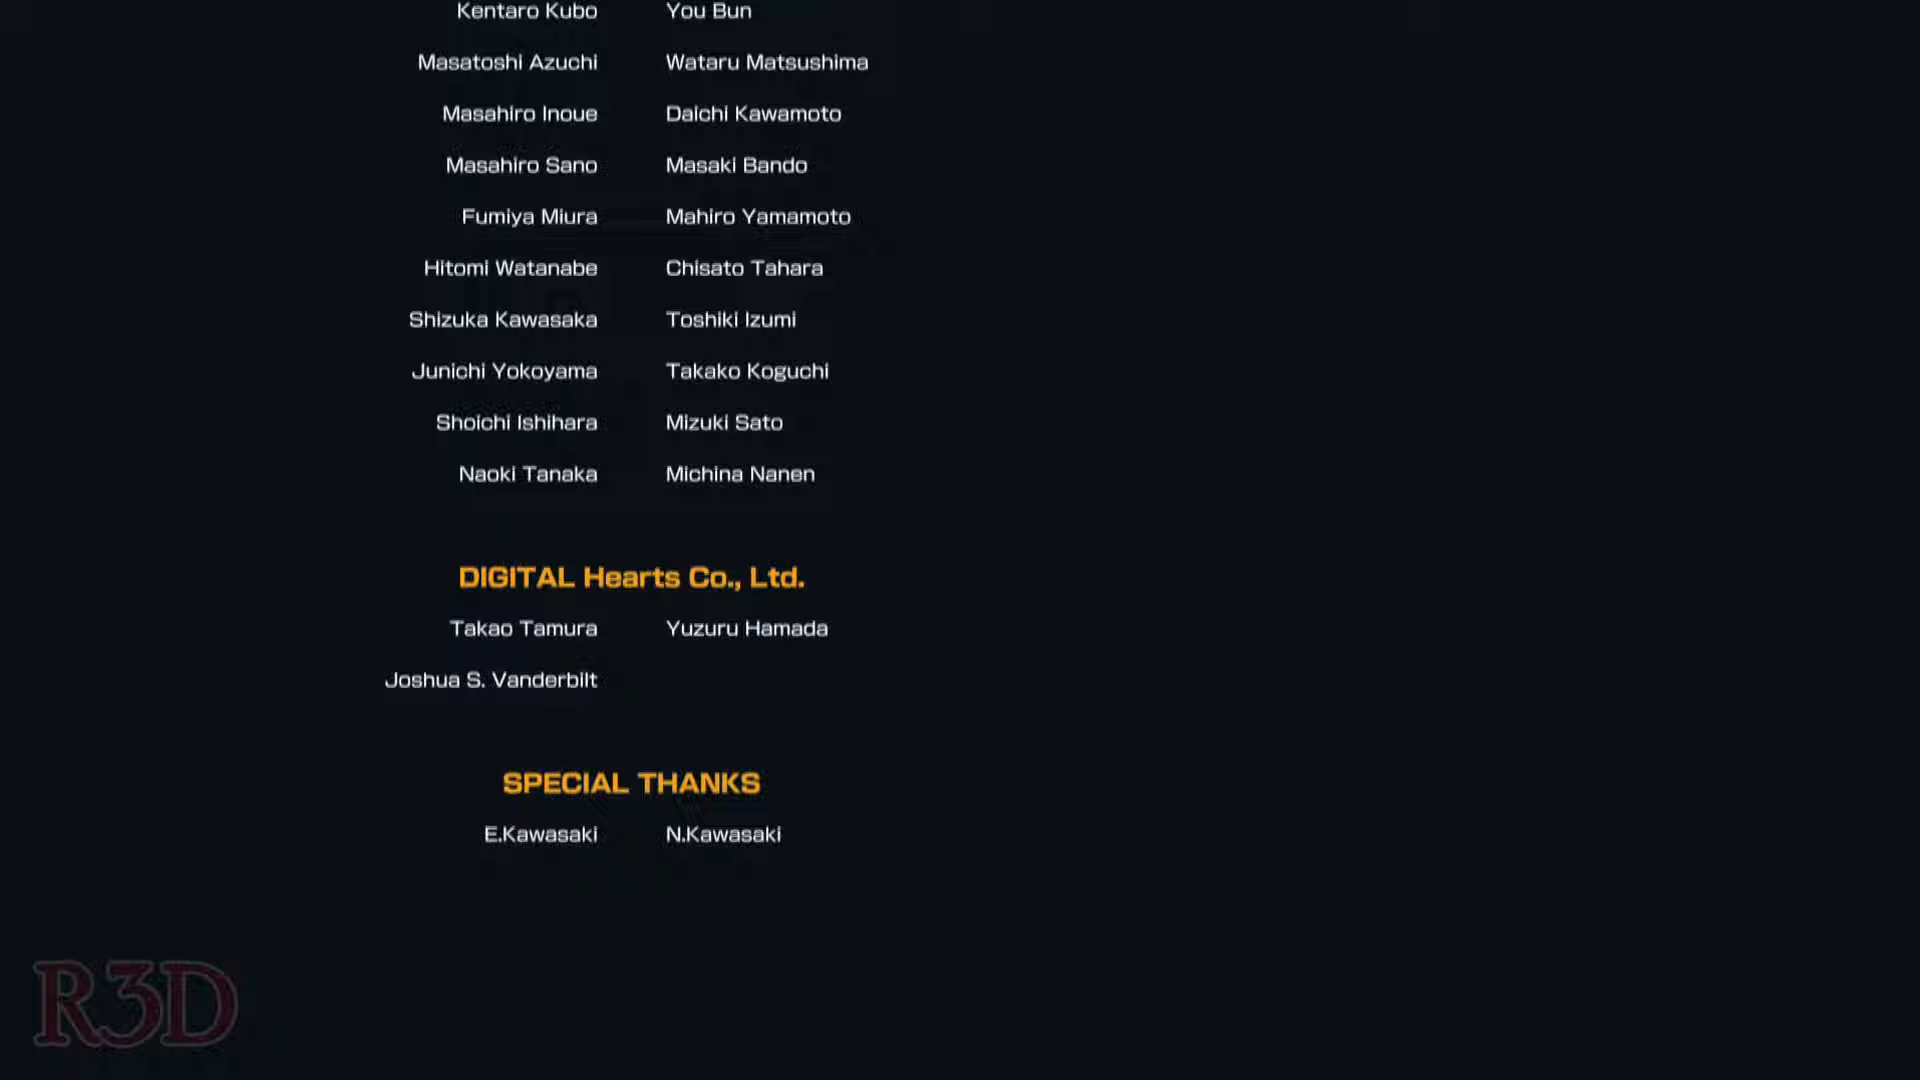 Kentaro Kubo You Bun
Masatoshi Azuchi Wataru Matsushima
Masahiro Inoue Daichi Kawamoto
Masahiro Sano Masaki Bando
Fumiya Miura Mahiro Yamamoto
Hitomi Watanabe Chisato Tahara
Shizuka Kawasaka Toshiki Izumi
Junichi Yokoyama Takako Koguchi
Shoichi Ishihara Mizuki Sato
Naoki Tanaka Michina Nanen
DIGITAL Hearts Co., Ltd.
Takao Tamura Yuzuru Hamada
Joshua S. Vanderbilt
SPECIAL THANKS
E.Kawasaki N.Kawasaki
R3D